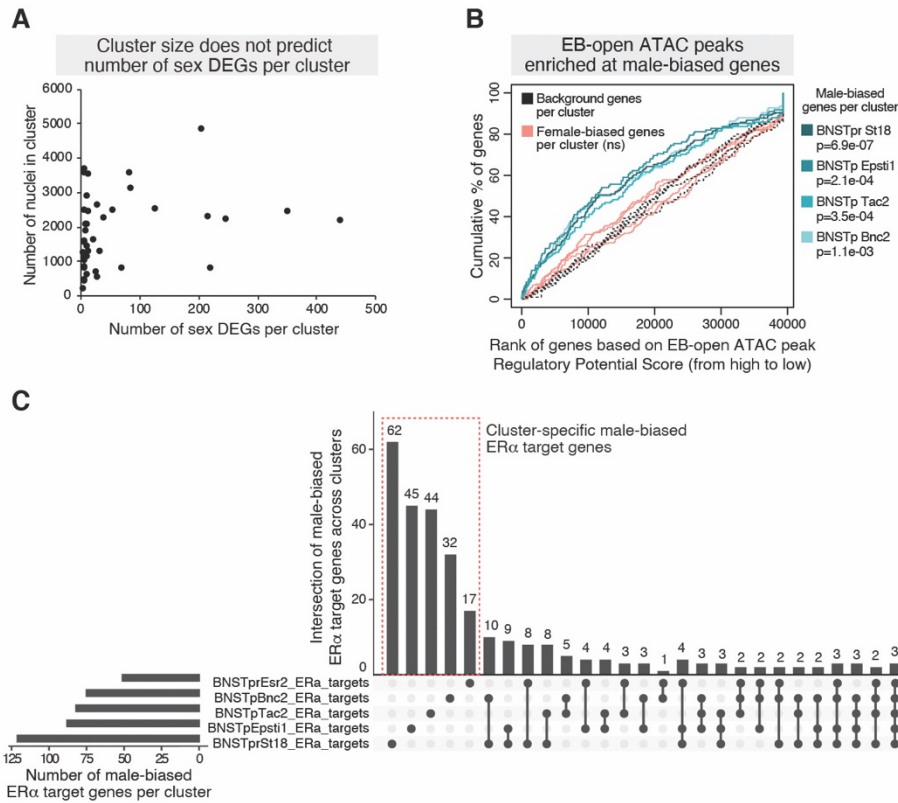 A
Cluster size does not predict
number of sex DEGs per cluster
Number of nuclei in cluster
6000
5000
4000
3000
2000
1000
0
0 100 200 300 400 500
Number of sex DEGs per cluster
B
EB-open ATAC peaks
enriched at male-biased genes
Cumulative % of genes
100
80
60
40
20
0
Background genes
per cluster
Female-biased genes
per cluster (ns)
0 10000 20000 30000 40000
Rank of genes based on EB-open ATAC peak
Regulatory Potential Score (from high to low)
Male-biased
genes per cluster
BNSTpr St18
p=6.9e-07
BNSTp Epsti1
p=2.1e-04
BNSTp Tac2
p=3.5e-04
BNSTp Bnc2
p=1.1e-03
C
Intersection of male-biased
ERα target genes across clusters
60
40
20
0
Cluster-specific male-biased
ERα target genes
62 45 44 32 17 10 9 8 8 5 4 4 3 3 1 4 3 3 2 2 2 2 2 3 3 2 3
BNSTprEsr2_ERa_targets
BNSTpBnc2_ERa_targets
BNSTpTac2_ERa_targets
BNSTpEpsti1_ERa_targets
BNSTprSt18_ERa_targets
125 100 75 50 25 0
Number of male-biased
ERα target genes per cluster